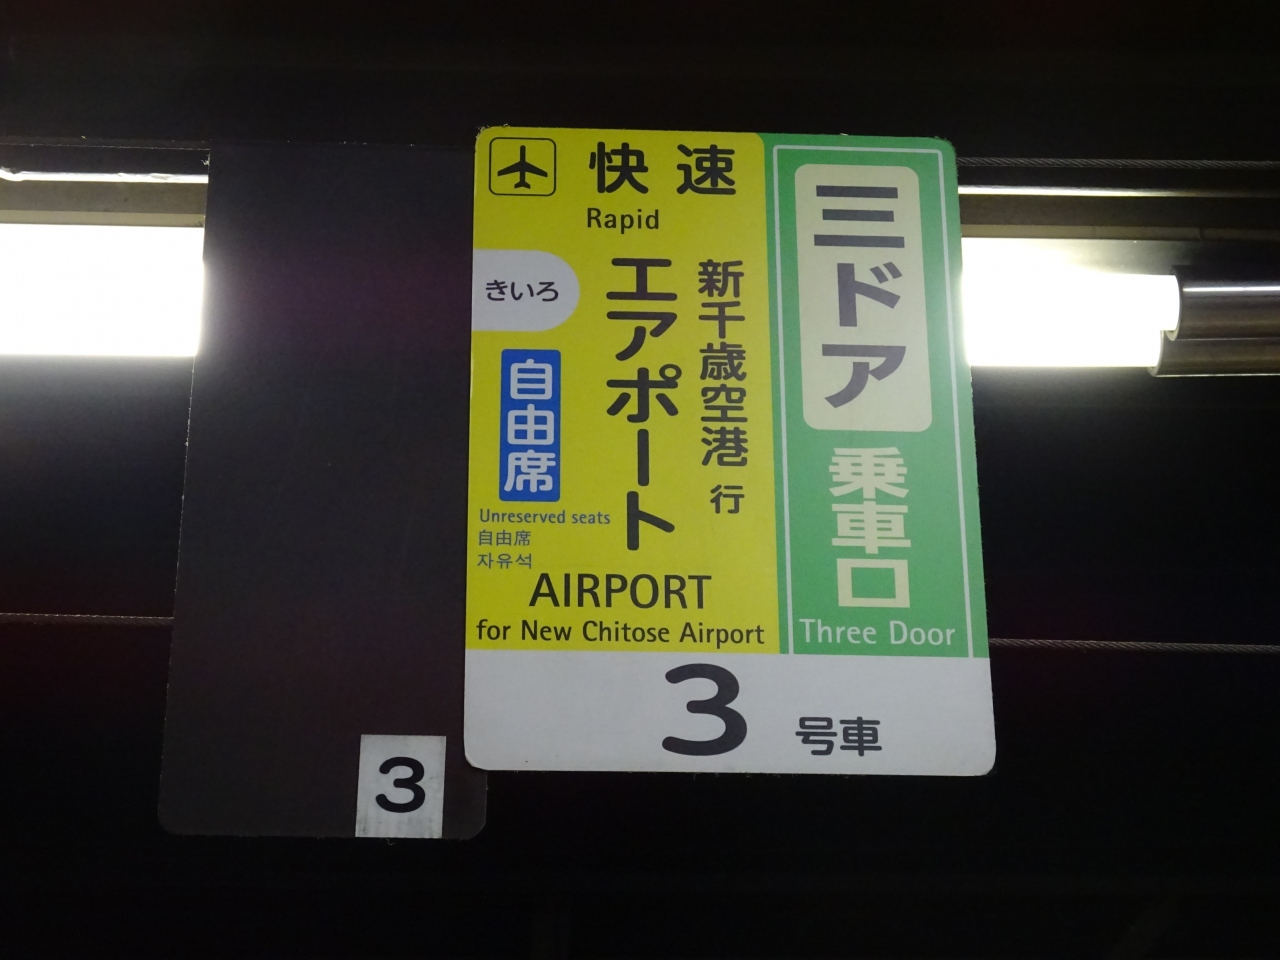 快速
Rapid
きいろ
新千歳空港 行
エアポート
自由席
Unreserved seats
自由席
자유석
AIRPORT
for New Chitose Airport
三ドア
乗車口
Three Door
3 号車
3